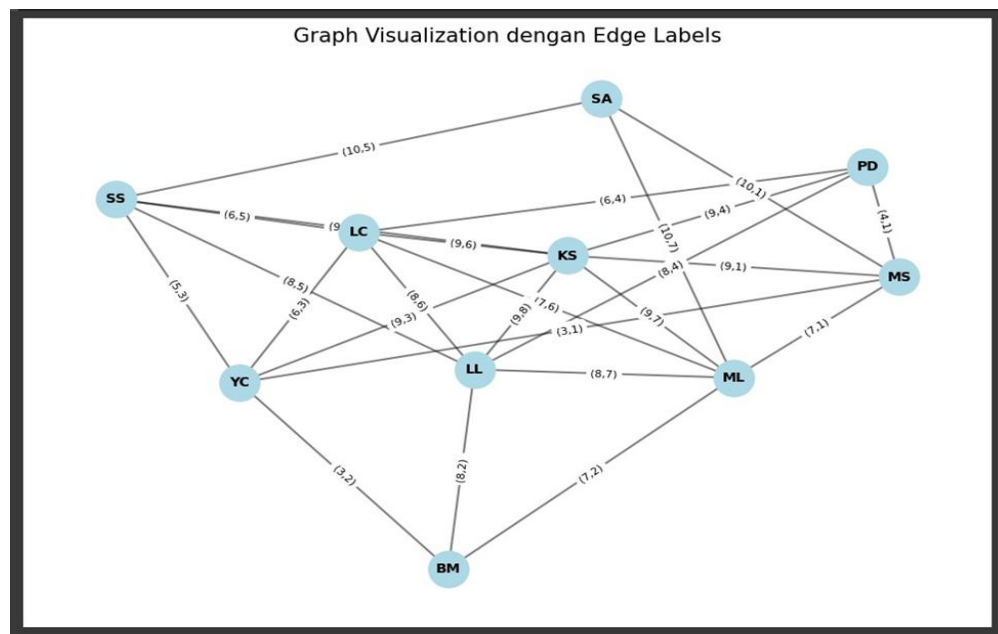 Graph Visualization dengan Edge Labels
SA
(10,5)
PD
(10,1)
SS
(6,4)
(9,4)
(4,1)
(6,5)
(9
LC
(10,7)
(9,6)
KS
(8,4)
(9,1)
MS
(5,3)
(8,5)
(6,3)
(8,6)
(7,6)
(9,3)
(9,8)
(9,7)
(3,1)
(7,1)
YC
LL
(8,7)
ML
(3,2)
(8,2)
(7,2)
BM